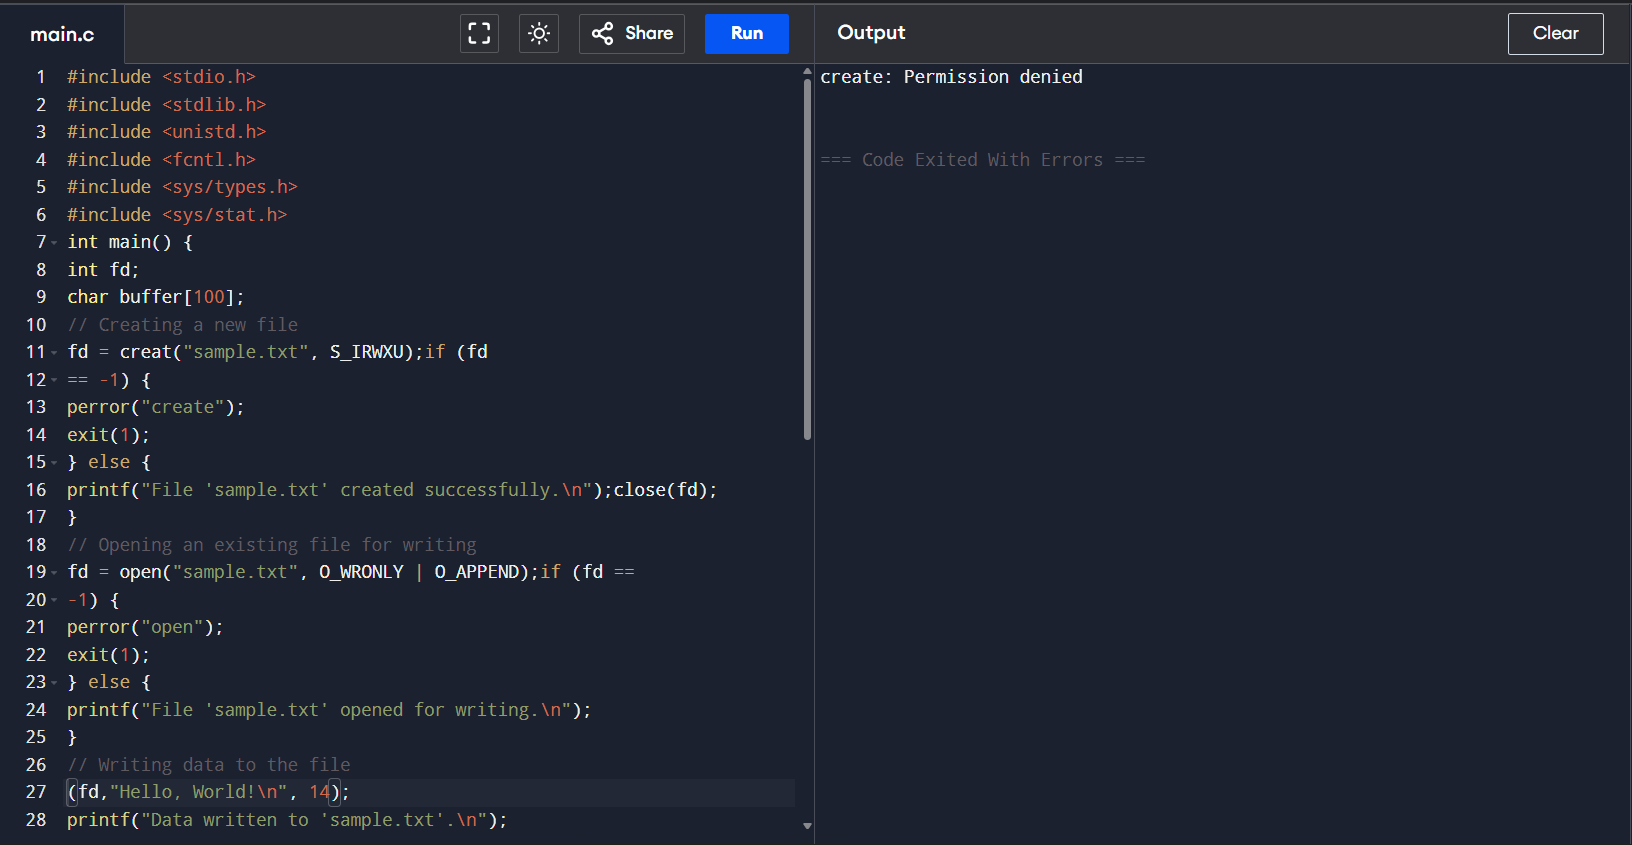 main.c
Share
Run
Output
Clear
1 #include <stdio.h>
2 #include <stdlib.h>
3 #include <unistd.h>
4 #include <fcntl.h>
5 #include <sys/types.h>
6 #include <sys/stat.h>
7 int main() {
8 int fd;
9 char buffer[100];
10 // Creating a new file
11 fd = creat("sample.txt", S_IRWXU);if (fd
12 == -1) {
13 perror("create");
14 exit(1);
15 } else {
16 printf("File 'sample.txt' created successfully.\n");close(fd);
17 }
18 // Opening an existing file for writing
19 fd = open("sample.txt", O_WRONLY | O_APPEND);if (fd ==
20 -1) {
21 perror("open");
22 exit(1);
23 } else {
24 printf("File 'sample.txt' opened for writing.\n");
25 }
26 // Writing data to the file
27 (fd,"Hello, World!\n", 14);
28 printf("Data written to 'sample.txt'.\n");
create: Permission denied
=== Code Exited With Errors ===